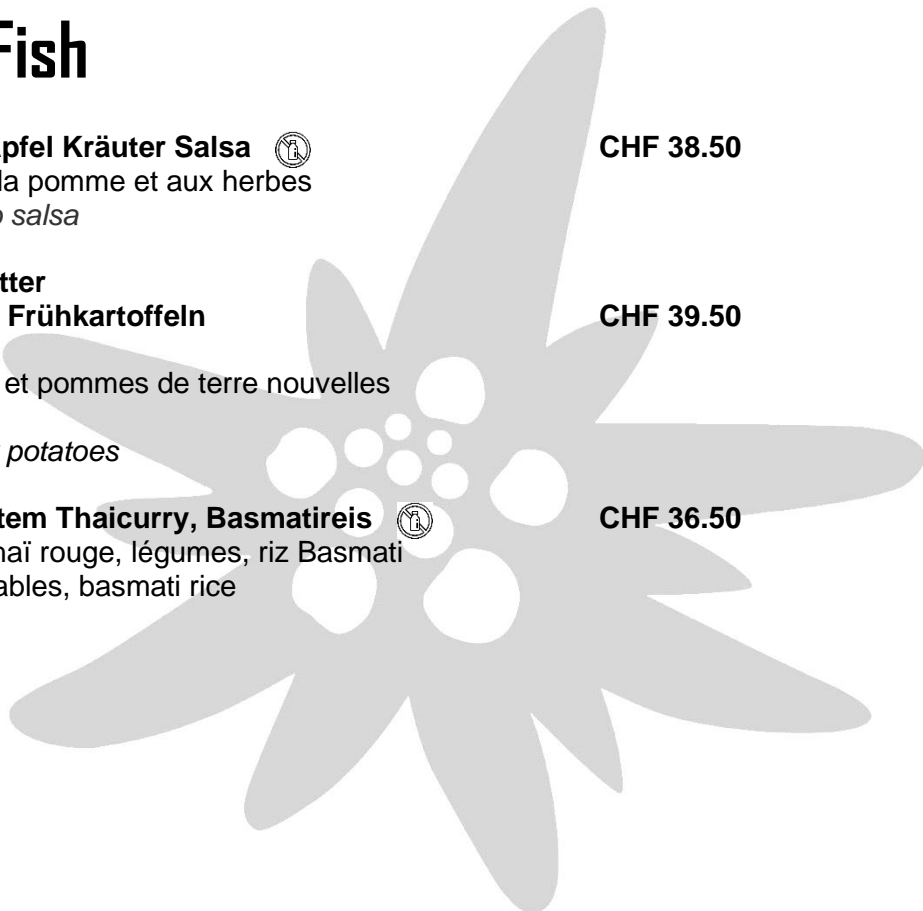 Fish
Apfel Kräuter Salsa CHF 38.50
la pomme et aux herbes
salsa
tter
Frühkartoffeln CHF 39.50
et pommes de terre nouvelles
potatoes
tem Thaicurry, Basmatireis CHF 36.50
haï rouge, légumes, riz Basmati
ables, basmati rice